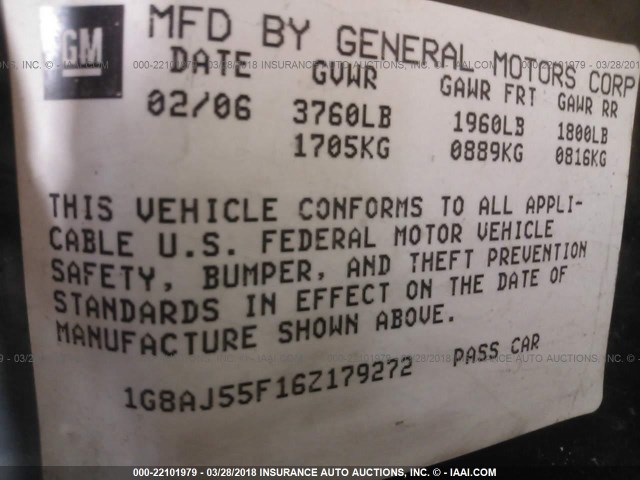 GM
MFD BY GENERAL MOTORS CORP
DATE GVWR GAWR FRT GAWR RR
02/06 3760LB 1960LB 1800LB
1705KG 0889KG 0816KG
THIS VEHICLE CONFORMS TO ALL APPLI-
CABLE U.S. FEDERAL MOTOR VEHICLE
SAFETY, BUMPER, AND THEFT PREVENTION
STANDARDS IN EFFECT ON THE DATE OF
MANUFACTURE SHOWN ABOVE.
1G8AJ55F16Z179272 PASS CAR
000-22101979 - 03/28/2018 INSURANCE AUTO AUCTIONS, INC. - © IAAI.COM